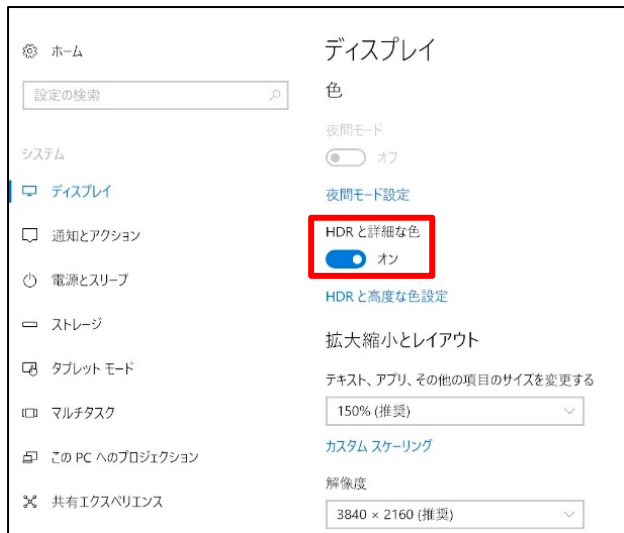 ホーム
設定の検索
システム
ディスプレイ
通知とアクション
電源とスリープ
ストレージ
タブレット モード
マルチタスク
この PC へのプロジェクション
共有エクスペリエンス
ディスプレイ
色
夜間モード
オフ
夜間モード設定
HDR と詳細な色
オン
HDR と高度な色設定
拡大縮小とレイアウト
テキスト、アプリ、その他の項目のサイズを変更する
150% (推奨)
カスタム スケーリング
解像度
3840 × 2160 (推奨)